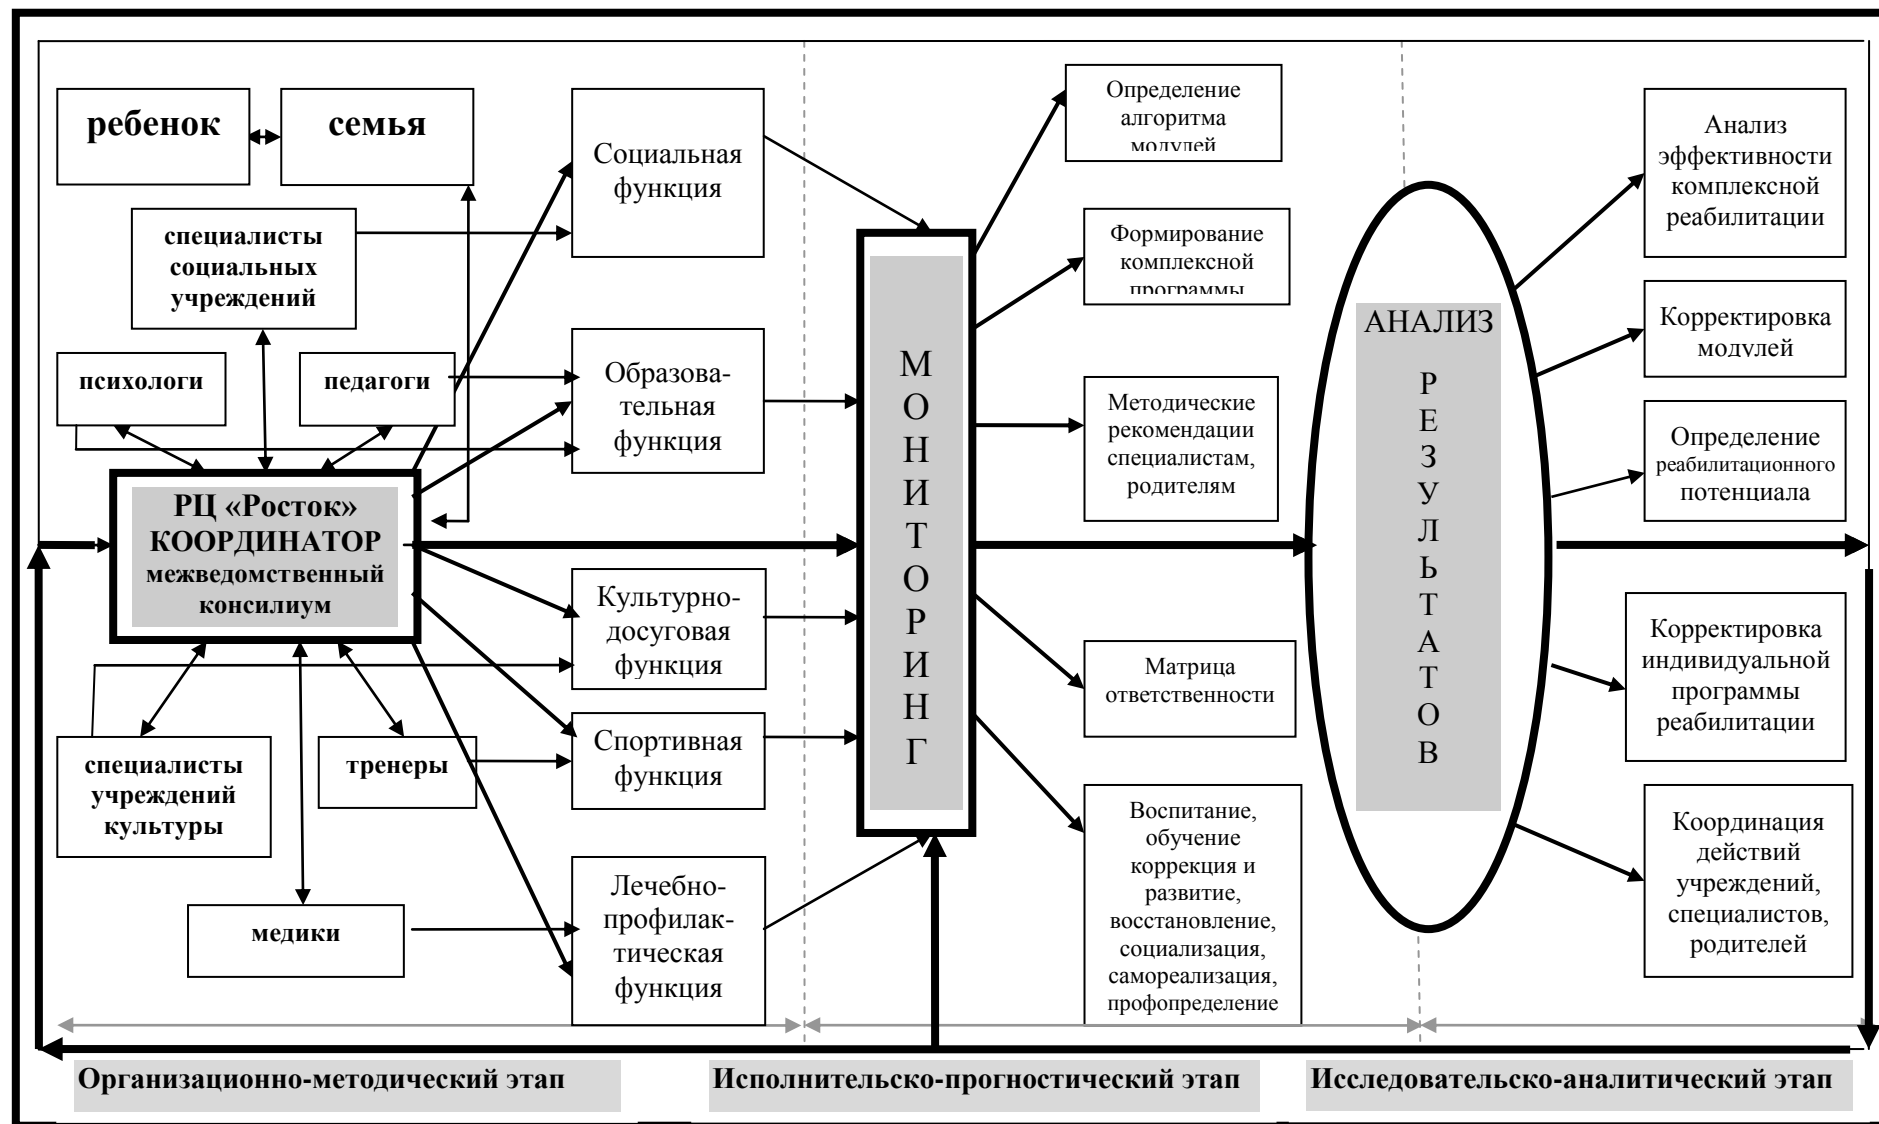 ребенок
семья
специалисты
социальных
учреждений
психологи
педагоги
РЦ «Росток»
КООРДИНАТОР
межведомственный
консилиум
специалисты
учреждений
культуры
тренеры
медики
Социальная
функция
Образова-
тельная
функция
Культурно-
досуговая
функция
Спортивная
функция
Лечебно-
профилак-
тическая
функция
М
О
Н
И
Т
О
Р
И
Н
Г
Определение
алгоритма
модулей
Формирование
комплексной
программы
Методические
рекомендации
специалистам,
родителям
Матрица
ответственности
Воспитание,
обучение
коррекция и
развитие,
восстановление,
социализация,
самореализация,
профопределение
АНАЛИЗ
Р
Е
З
У
Л
Ь
Т
А
Т
О
В
Анализ
эффективности
комплексной
реабилитации
Корректировка
модулей
Определение
реабилитационного
потенциала
Корректировка
индивидуальной
программы
реабилитации
Координация
действий
учреждений,
специалистов,
родителей
Организационно-методический этап
Исполнительско-прогностический этап
Исследовательско-аналитический этап